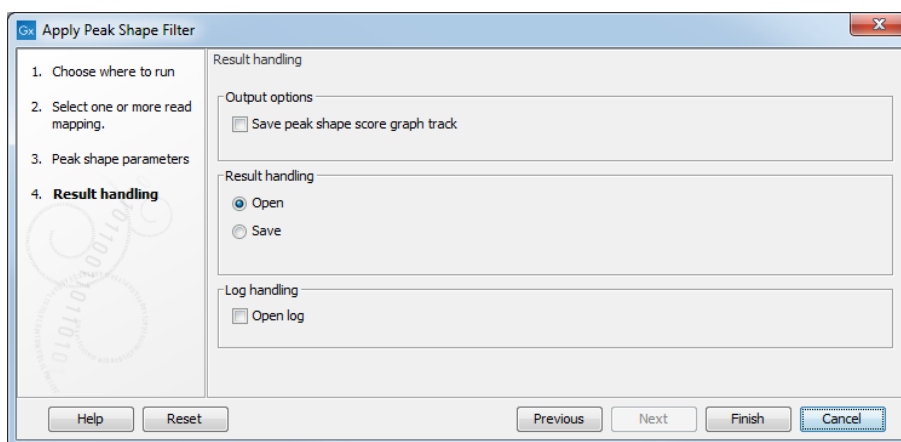 Gx Apply Peak Shape Filter
1. Choose where to run
2. Select one or more read
mapping.
3. Peak shape parameters
4. Result handling
Result handling
Output options
Save peak shape score graph track
Result handling
Open
Save
Log handling
Open log
Help
Reset
Previous
Next
Finish
Cancel